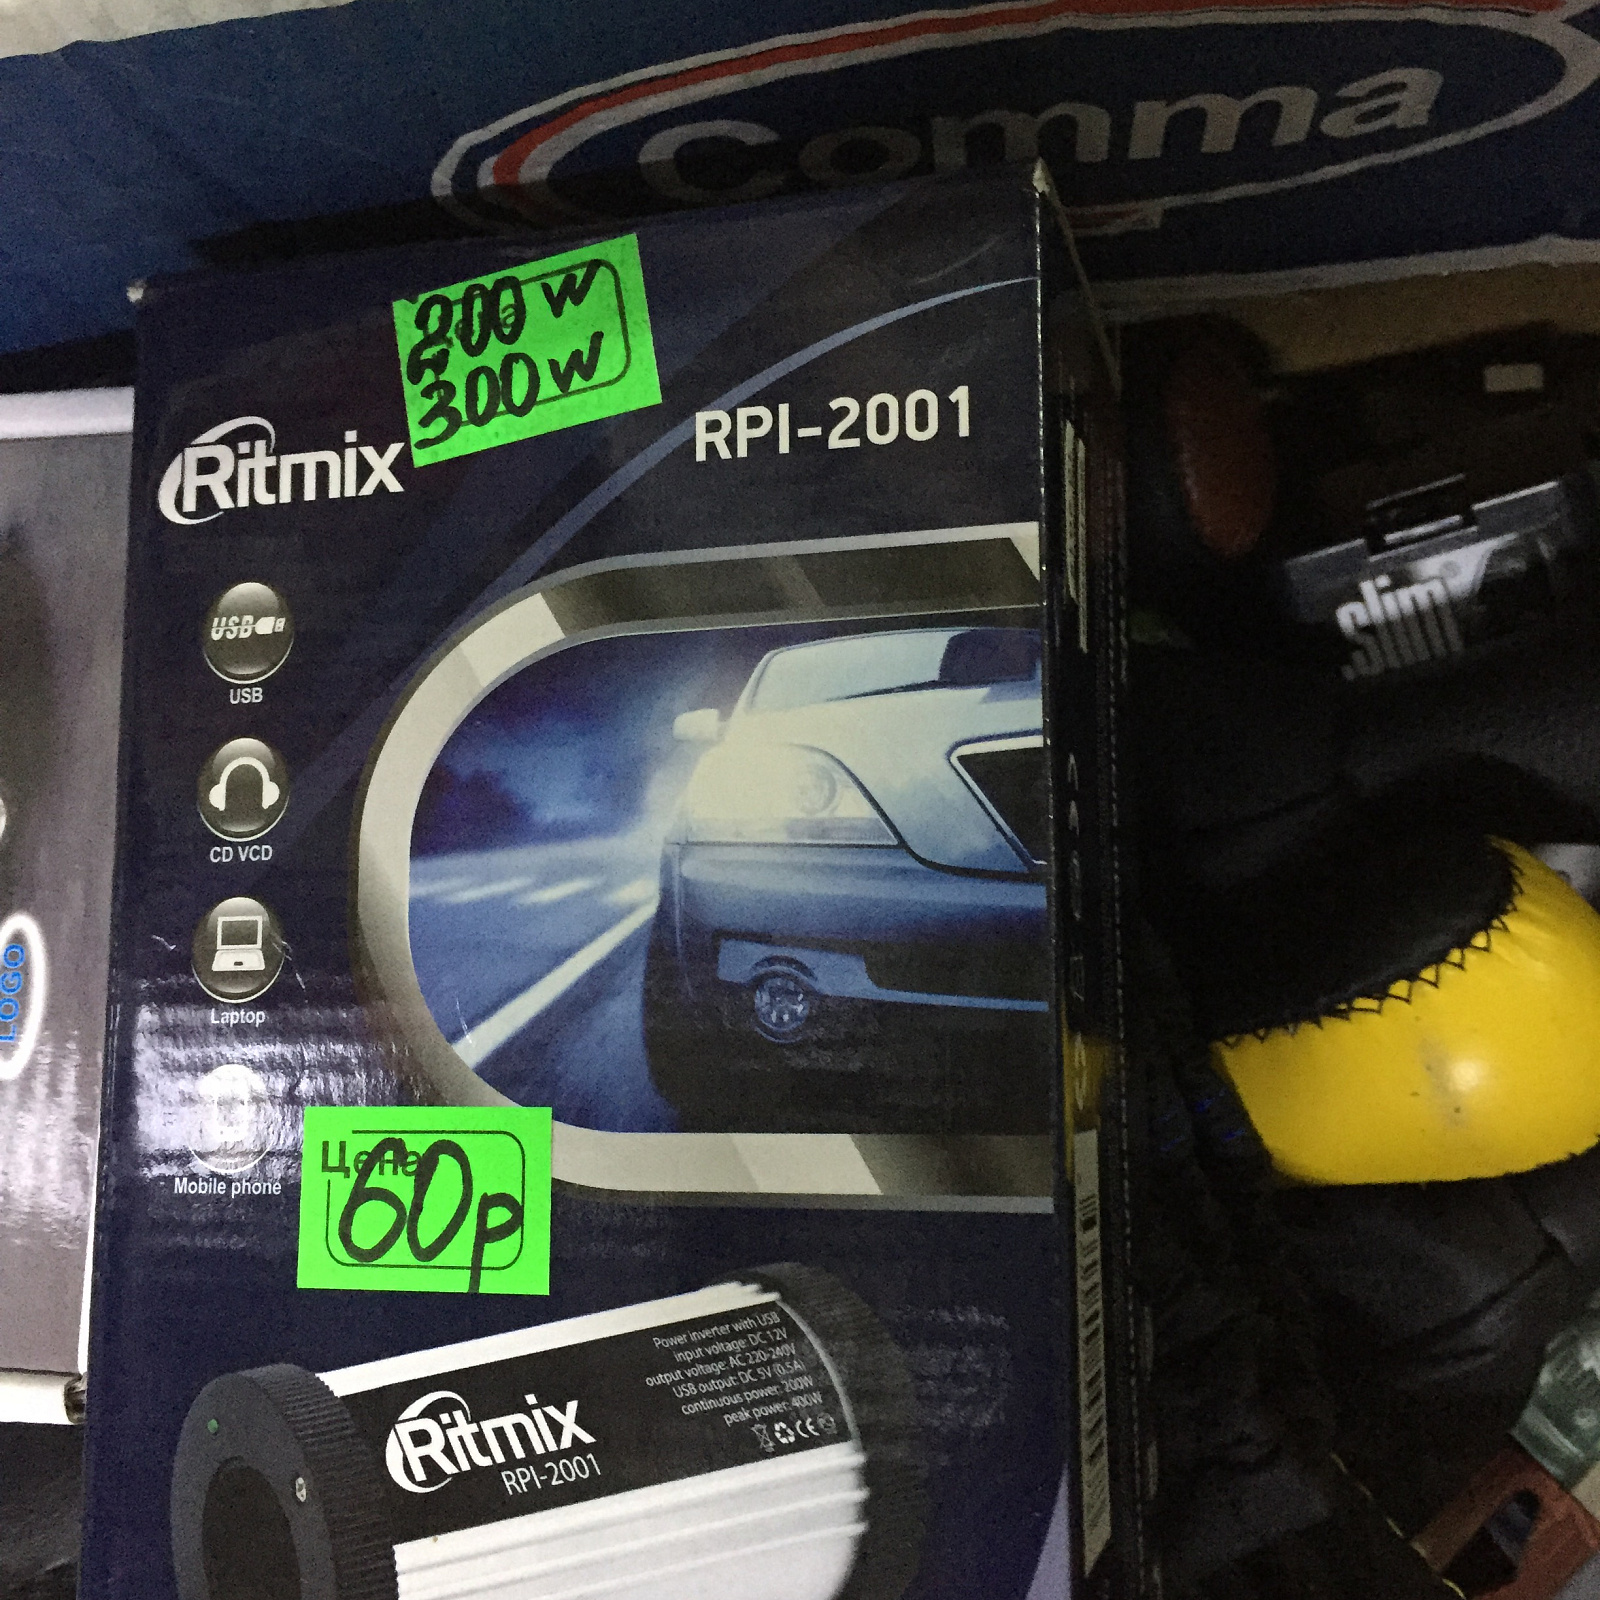 Comma
200 w
300 w
Ritmix
RPI-2001
slim
USB
USB
CD VCD
Laptop
LOGO
Mobile phone
Цена
60р
Power inverter with USB
input voltage: DC 12V
output voltage: AC 220-240V
USB output: DC 5V (0.5A)
continuous power: 200W
peak power: 400W
CE
Ritmix
RPI-2001